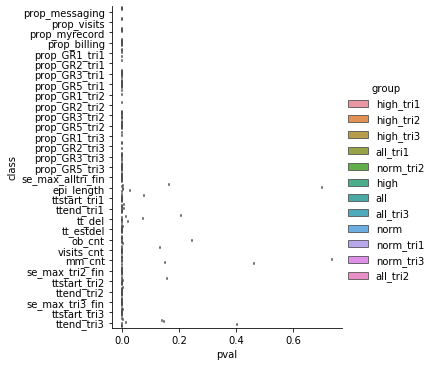 prop_messaging
prop_visits
prop_myrecord
prop_billing
prop_GR1_tri1
prop_GR2_tri1
prop_GR3_tri1
prop_GR5_tri1
prop_GR1_tri2
prop_GR2_tri2
prop_GR3_tri2
prop_GR5_tri2
prop_GR1_tri3
prop_GR2_tri3
prop_GR3_tri3
prop_GR5_tri3
se_max_alltri_fin
epi_length
ttstart_tri1
ttend_tri1
tt_del
tt_estdel
ob_cnt
visits_cnt
mm_cnt
se_max_tri2_fin
ttstart_tri2
ttend_tri2
se_max_tri3_fin
ttstart_tri3
ttend_tri3
class
0.0 0.2 0.4 0.6
pval
group
high_tri1
high_tri2
high_tri3
all_tri1
norm_tri2
high
all
all_tri3
norm
norm_tri1
norm_tri3
all_tri2